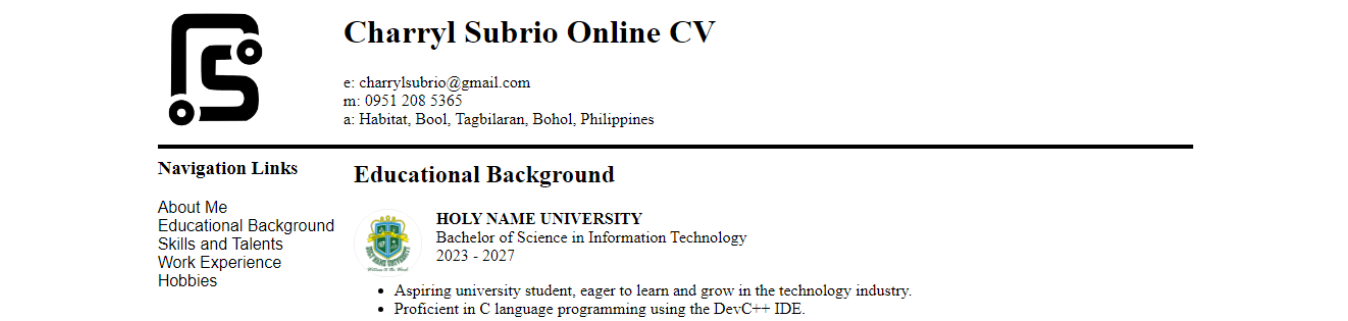 Charryl Subrio Online CV
e: charrylsubrio@gmail.com
m: 0951 208 5365
a: Habitat, Bool, Tagbilaran, Bohol, Philippines
Navigation Links
About Me
Educational Background
Skills and Talents
Work Experience
Hobbies
Educational Background
HOLY NAME UNIVERSITY
HOLY NAME UNIVERSITY
Bachelor of Science in Information Technology
2023 - 2027
• Aspiring university student, eager to learn and grow in the technology industry.
• Proficient in C language programming using the DevC++ IDE.